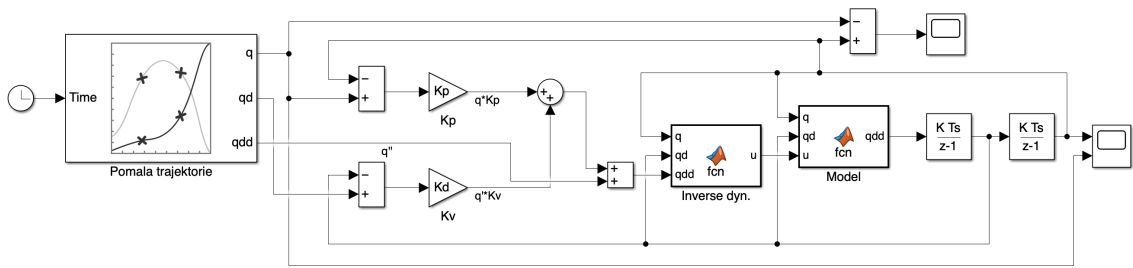 Time
q
qd
qdd
Pomala trajektorie
−
+
Kp
q*Kp
Kp
+
+
q"
−
+
Kd
q'*Kv
Kv
+
+
q
qd
qdd
fcn
u
Inverse dyn.
q
qd
u
fcn
qdd
Model
K Ts
z-1
K Ts
z-1
−
+